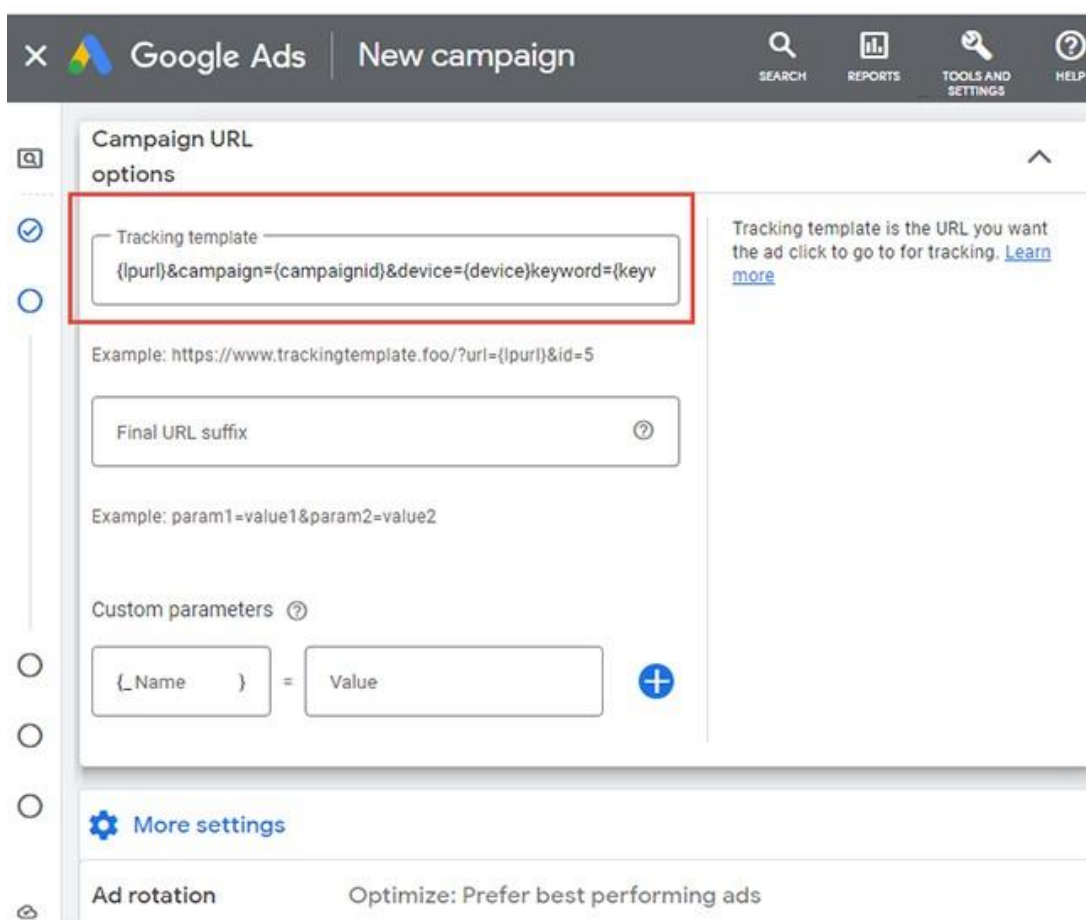 × Google Ads | New campaign
SEARCH
REPORTS
TOOLS AND
SETTINGS
HELP
Campaign URL
options
Tracking template
{lpurl}&campaign={campaignid}&device={device}keyword={keyv
Example: https://www.trackingtemplate.foo/?url={lpurl}&id=5
Final URL suffix
Example: param1=value1&param2=value2
Custom parameters
{_Name } = Value
Tracking template is the URL you want
the ad click to go to for tracking. Learn
more
More settings
Ad rotation Optimize: Prefer best performing ads